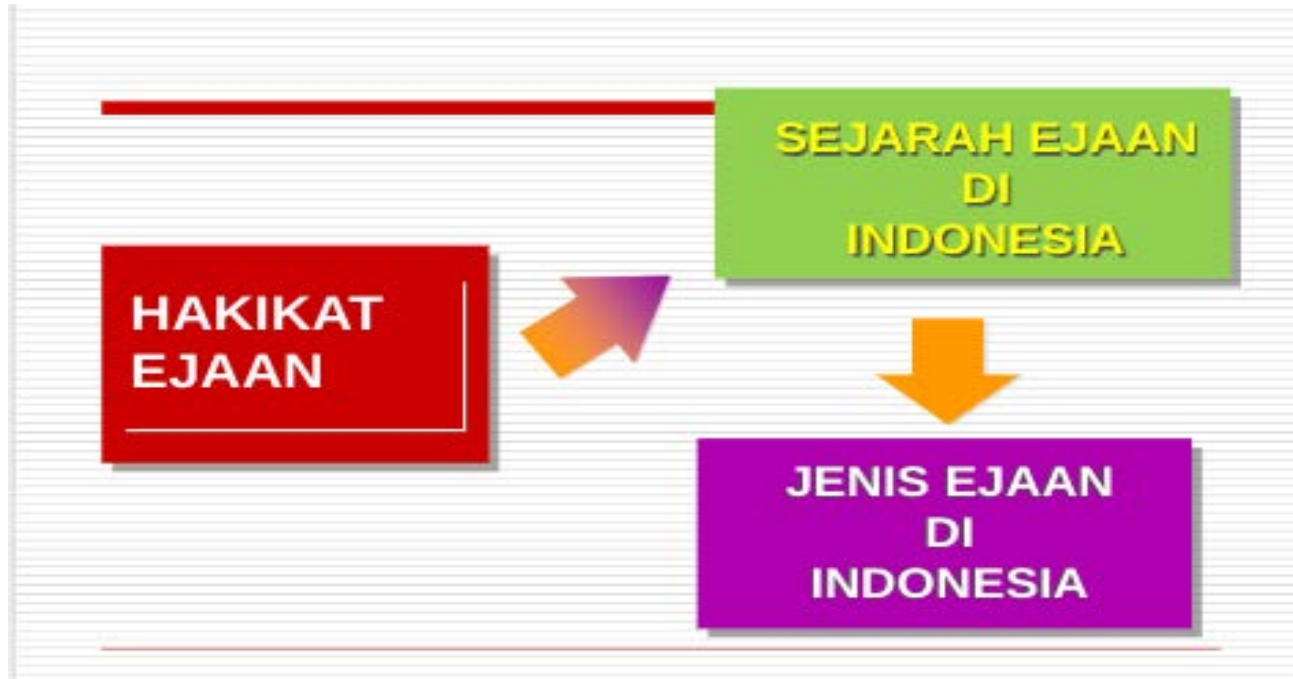 HAKIKAT
EJAAN
SEJARAH EJAAN
DI
INDONESIA
JENIS EJAAN
DI
INDONESIA